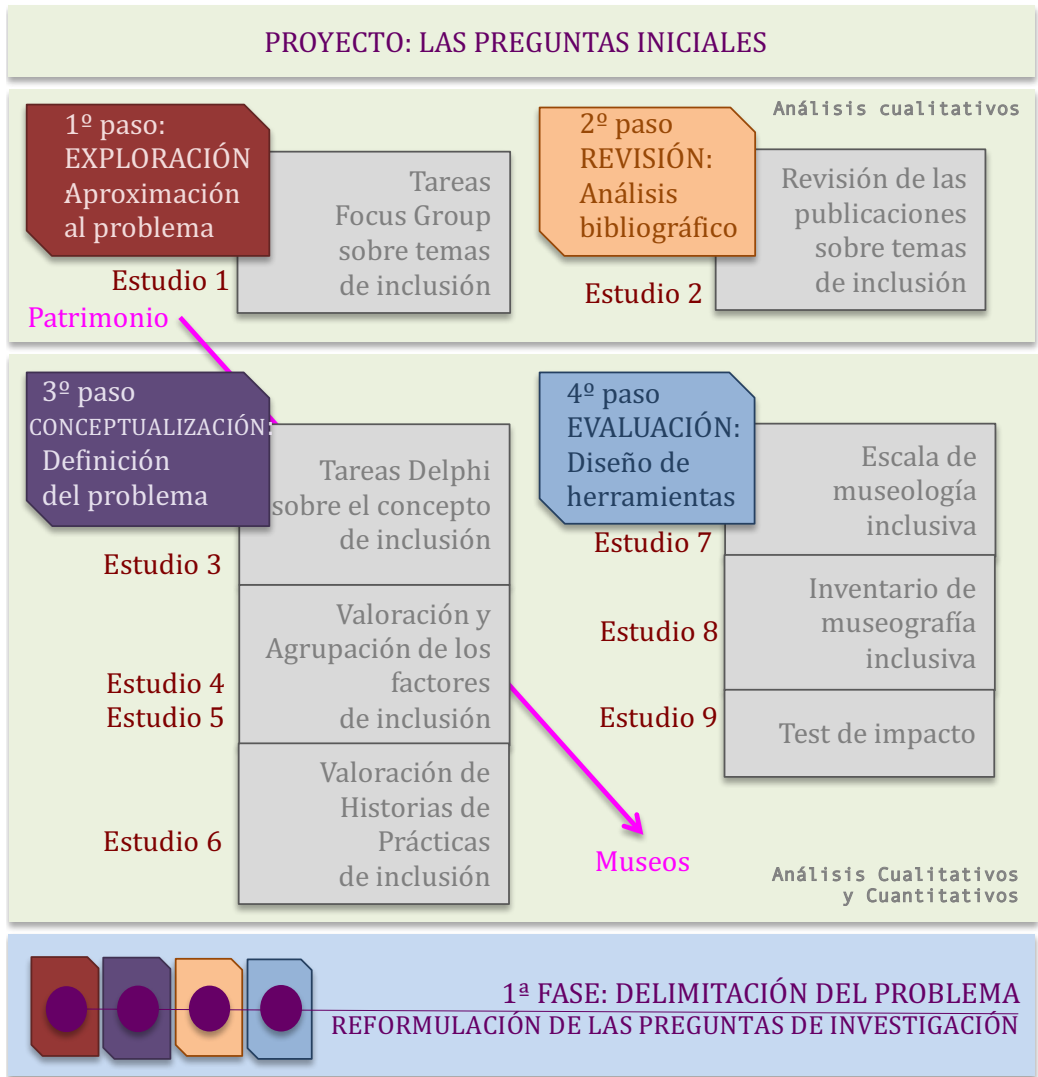 PROYECTO: LAS PREGUNTAS INICIALES
Análisis cualitativos
1º paso:
EXPLORACIÓN
Aproximación
al problema
Tareas
Focus Group
sobre temas
de inclusión
Estudio 1
Patrimonio
2º paso
REVISIÓN:
Análisis
bibliográfico
Revisión de las
publicaciones
sobre temas
de inclusión
Estudio 2
3º paso
CONCEPTUALIZACIÓN:
Definición
del problema
Tareas Delphi
sobre el concepto
de inclusión
Estudio 3
Valoración y
Agrupación de los
factores
de inclusión
Estudio 4
Estudio 5
Valoración de
Historias de
Prácticas
de inclusión
Estudio 6
4º paso
EVALUACIÓN:
Diseño de
herramientas
Escala de
museología
inclusiva
Estudio 7
Inventario de
museografía
inclusiva
Estudio 8
Estudio 9
Test de impacto
Museos
Análisis Cualitativos
y Cuantitativos
1ª FASE: DELIMITACIÓN DEL PROBLEMA
REFORMULACIÓN DE LAS PREGUNTAS DE INVESTIGACIÓN